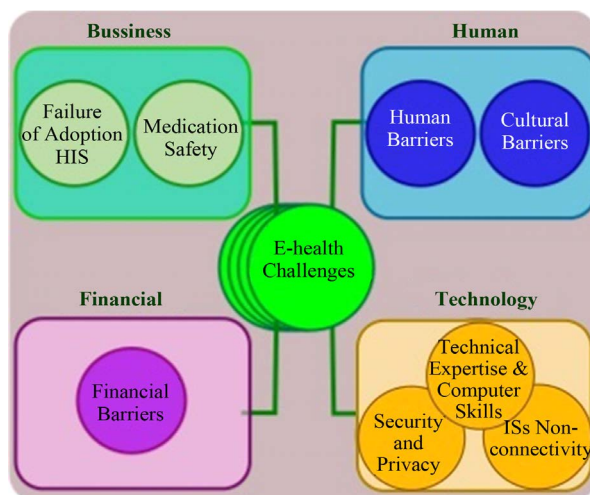 Bussiness
Failure
of Adoption
HIS
Medication
Safety
Human
Human
Barriers
Cultural
Barriers
E-health
Challenges
Financial
Financial
Barriers
Technology
Technical
Expertise &
Computer
Skills
Security
and
Privacy
ISs Non-
connectivity